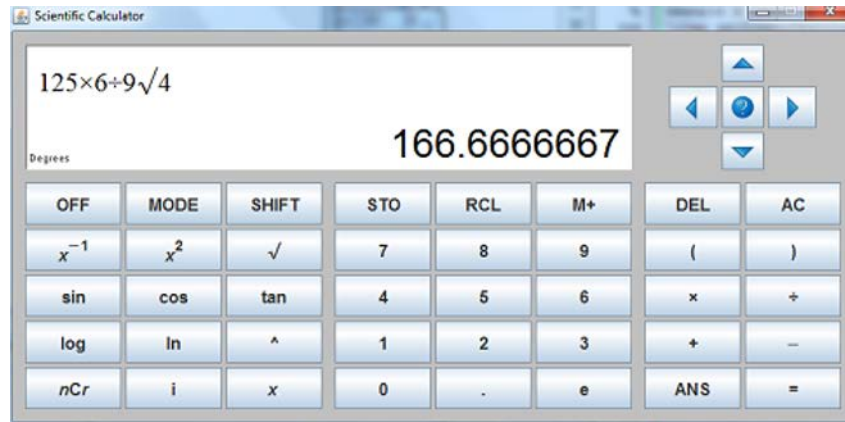 Scientific Calculator
125×6÷9√4
166.6666667
Degrees
OFF MODE SHIFT STO RCL M+ DEL AC
x⁻¹ x² √ 7 8 9 ( )
sin cos tan 4 5 6 × ÷
log ln ^ 1 2 3 + −
nCr i x 0 . e ANS =